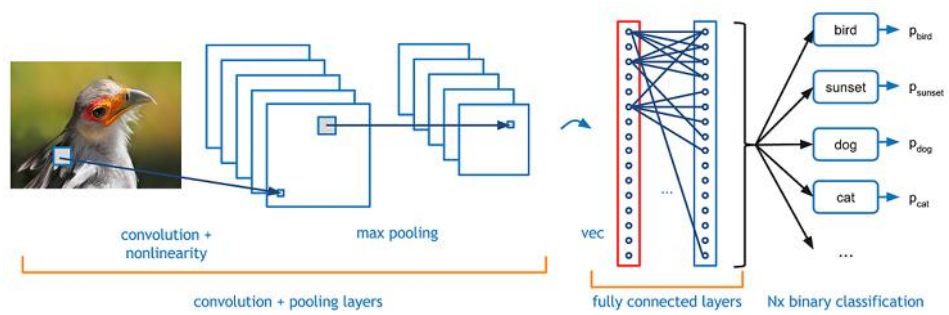 convolution +
nonlinearity
max pooling
convolution + pooling layers
vec
...
fully connected layers
bird
p_bird
sunset
p_sunset
dog
p_dog
cat
p_cat
...
Nx binary classification